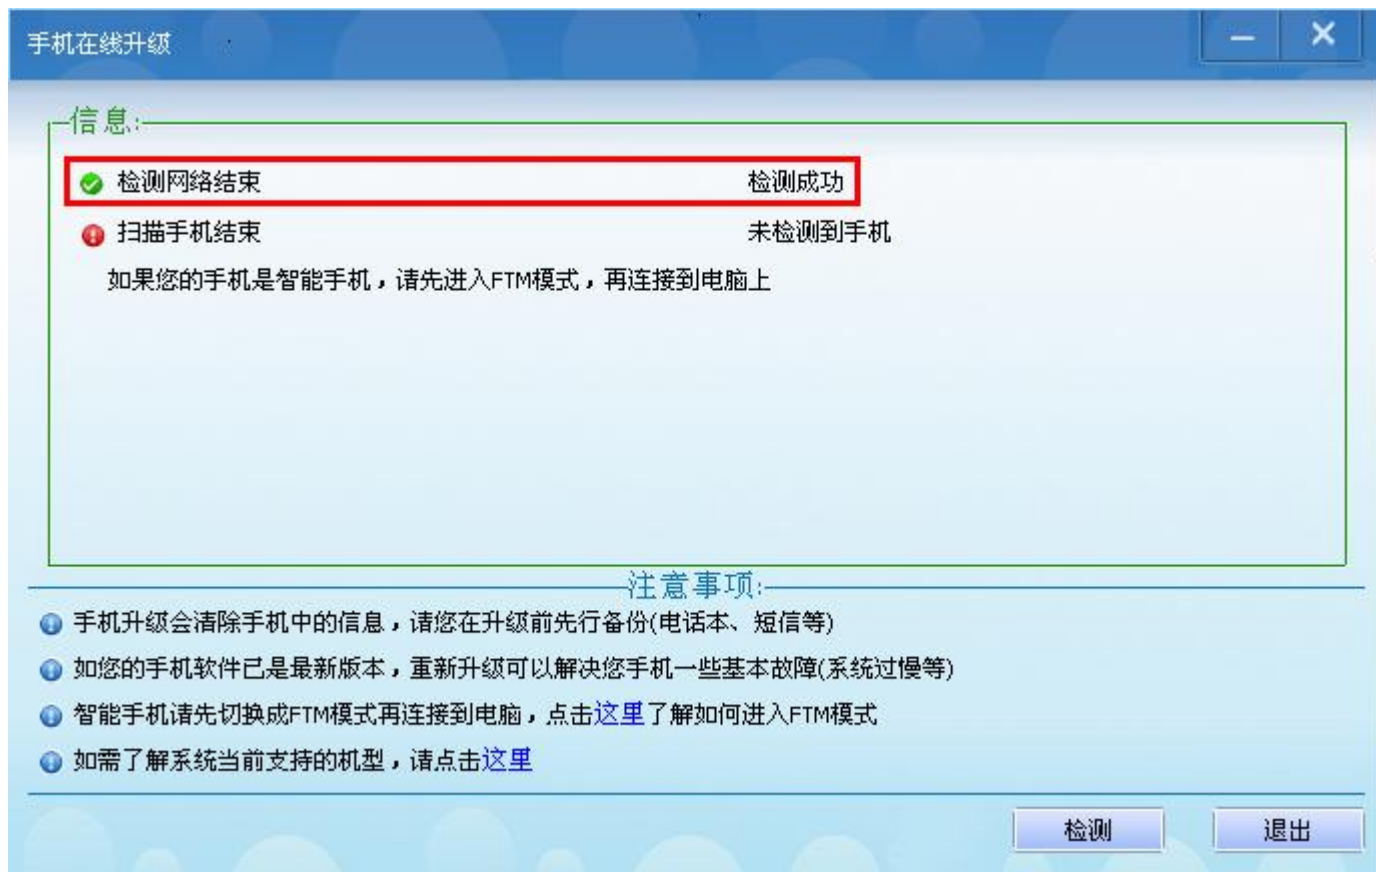 手机在线升级
信息:
检测网络结束 检测成功
扫描手机结束 未检测到手机
如果您的手机是智能手机，请先进入FTM模式，再连接到电脑上
注意事项:
手机升级会清除手机中的信息，请您在升级前先行备份(电话本、短信等)
如您的手机软件已是最新版本，重新升级可以解决您手机一些基本故障(系统过慢等)
智能手机请先切换成FTM模式再连接到电脑，点击这里了解如何进入FTM模式
如需了解系统当前支持的机型，请点击这里
检测 退出